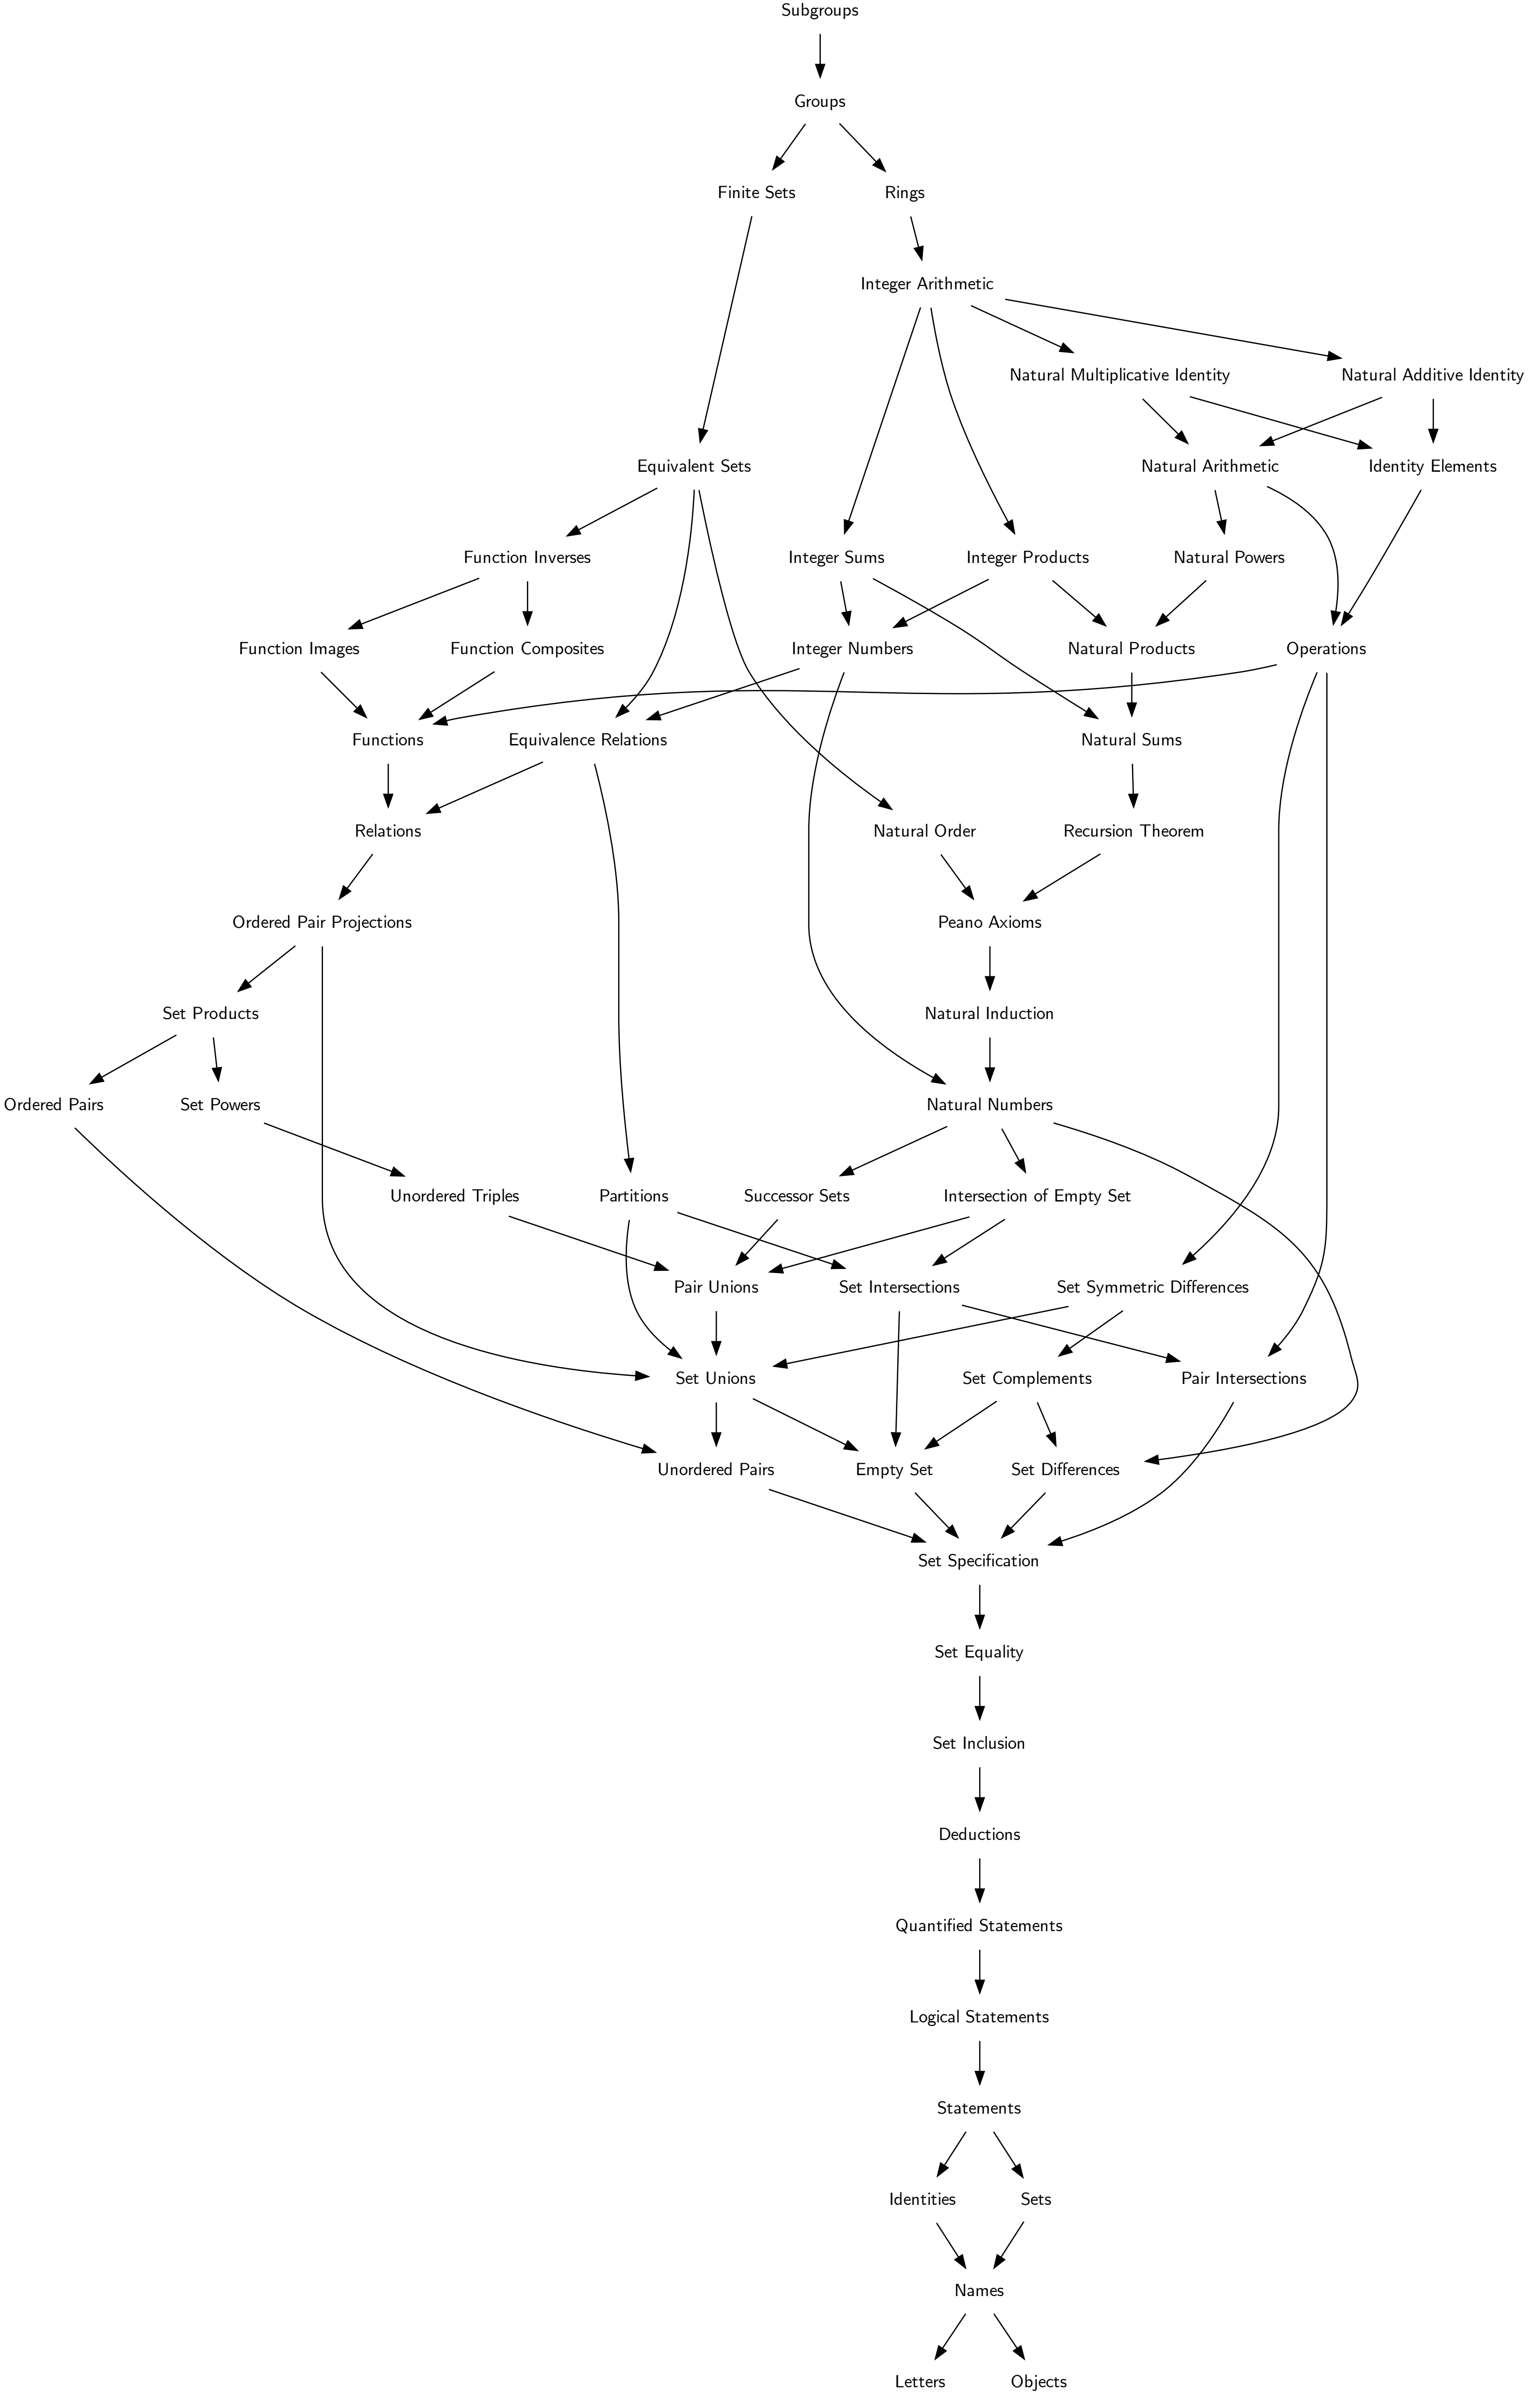 Subgroups
Groups
Finite Sets
Rings
Integer Arithmetic
Natural Multiplicative Identity
Natural Additive Identity
Equivalent Sets
Natural Arithmetic
Identity Elements
Function Inverses
Integer Sums
Integer Products
Natural Powers
Function Images
Function Composites
Integer Numbers
Natural Products
Operations
Functions
Equivalence Relations
Natural Sums
Relations
Natural Order
Recursion Theorem
Ordered Pair Projections
Peano Axioms
Set Products
Natural Induction
Ordered Pairs
Set Powers
Natural Numbers
Unordered Triples
Partitions
Successor Sets
Intersection of Empty Set
Pair Unions
Set Intersections
Set Symmetric Differences
Set Unions
Set Complements
Pair Intersections
Unordered Pairs
Empty Set
Set Differences
Set Specification
Set Equality
Set Inclusion
Deductions
Quantified Statements
Logical Statements
Statements
Identities
Sets
Names
Letters
Objects